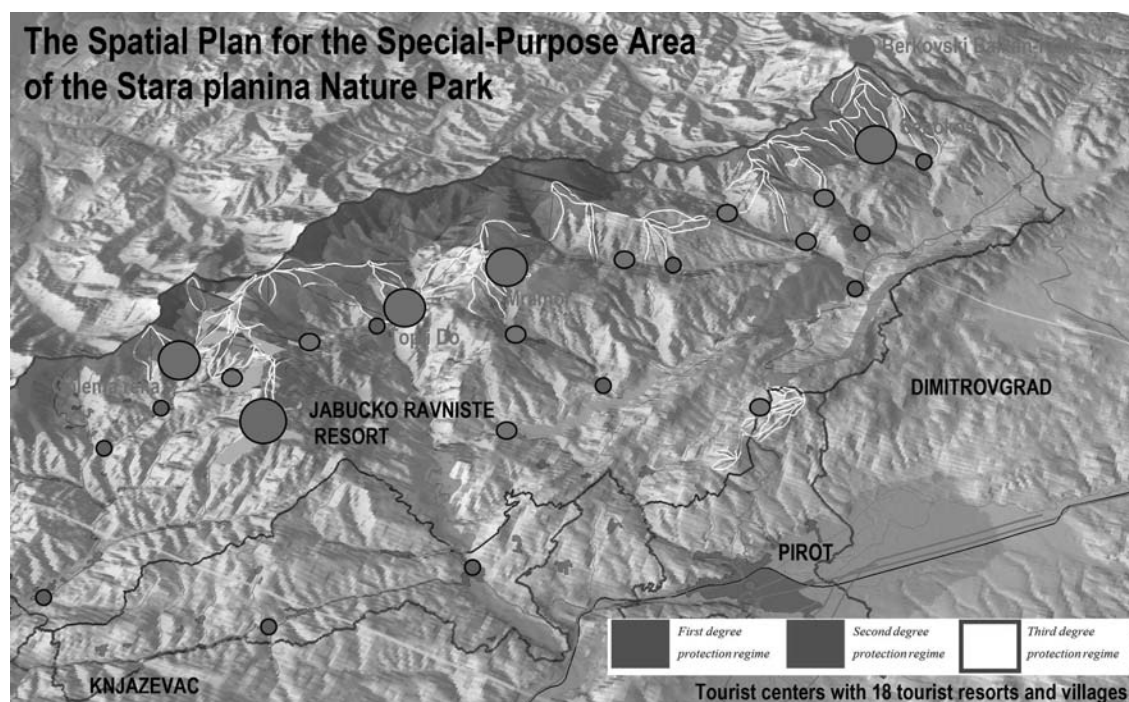 The Spatial Plan for the Special-Purpose Area
of the Stara planina Nature Park
Mramor
Topli Do
JABUCKO RAVNISTE
RESORT
DIMITROVGRAD
PIROT
KNJAZEVAC
First degree
protection regime
Second degree
protection regime
Third degree
protection regime
Tourist centers with 18 tourist resorts and villages